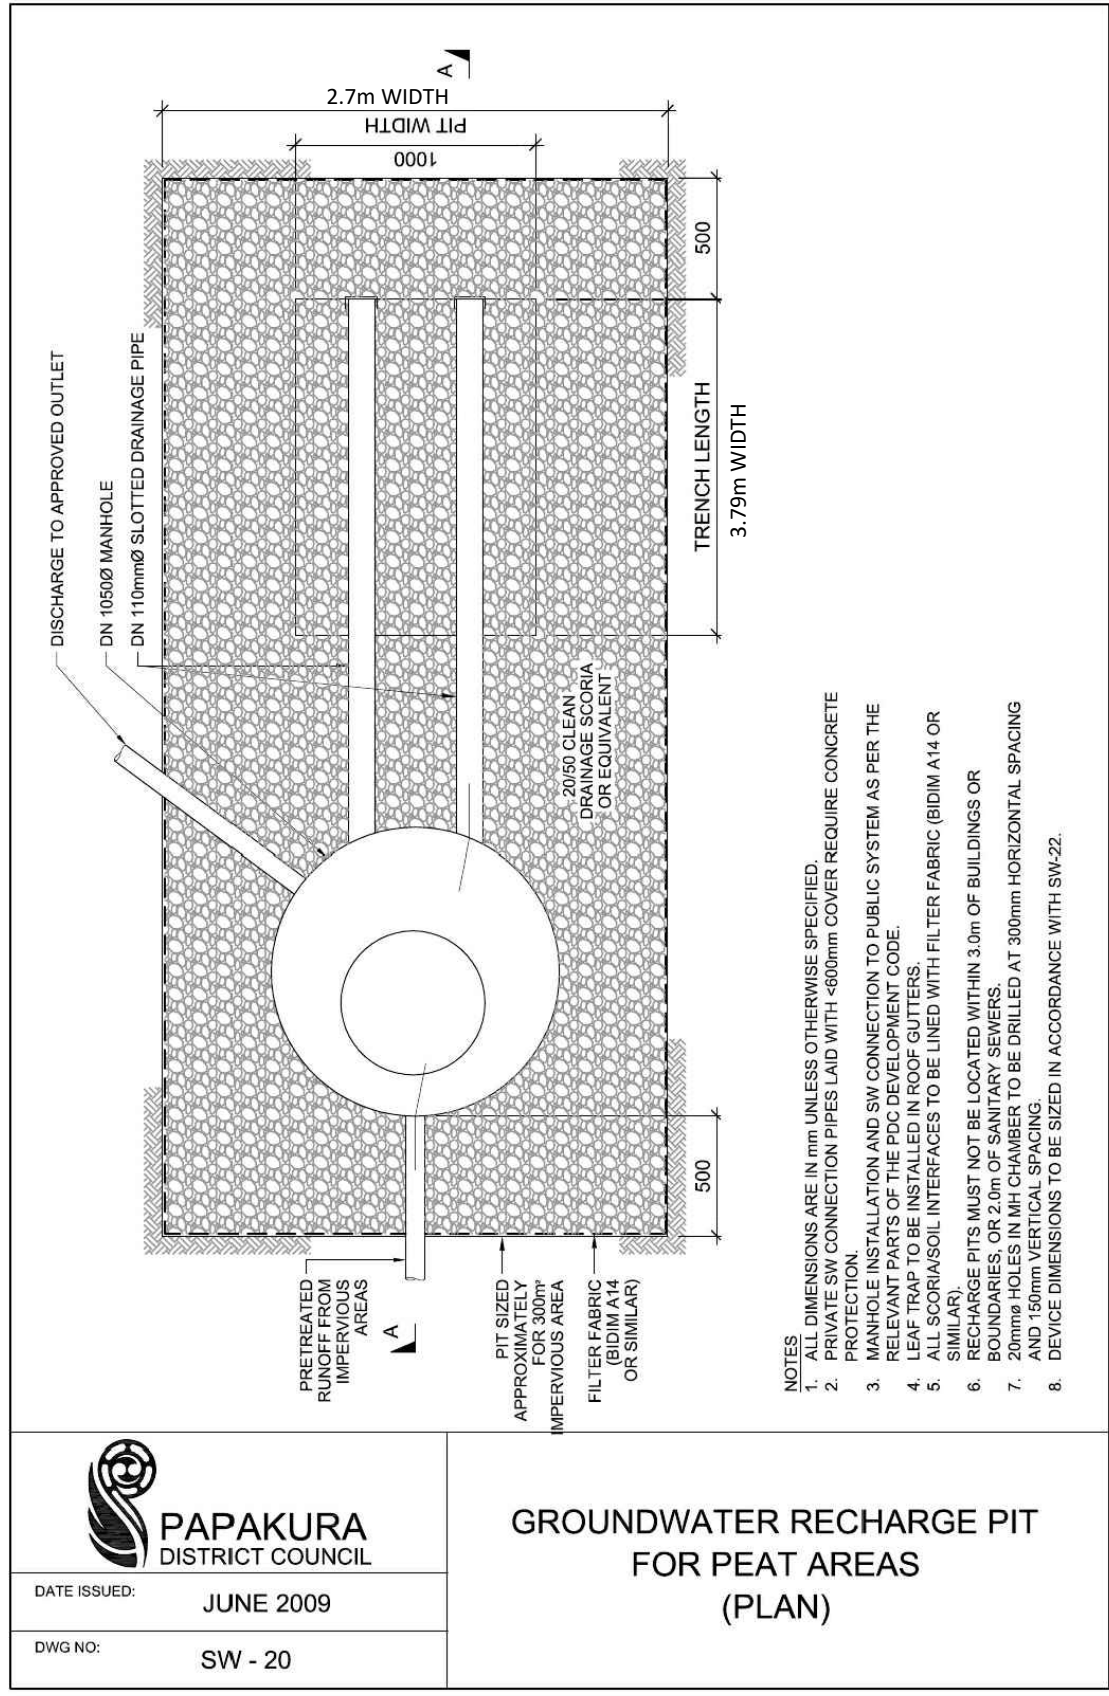 A
2.7m WIDTH
PIT WIDTH
1000
500
TRENCH LENGTH
3.79m WIDTH
DISCHARGE TO APPROVED OUTLET
DN 1050Ø MANHOLE
DN 110mmØ SLOTTED DRAINAGE PIPE
20/50 CLEAN
DRAINAGE SCORIA
OR EQUIVALENT
500
PRETREATED
RUNOFF FROM
IMPERVIOUS
AREAS
A
PIT SIZED
APPROXIMATELY
FOR 300m²
IMPERVIOUS AREA
FILTER FABRIC
(BIDIM A14
OR SIMILAR)
NOTES
1. ALL DIMENSIONS ARE IN mm UNLESS OTHERWISE SPECIFIED.
2. PRIVATE SW CONNECTION PIPES LAID WITH <600mm COVER REQUIRE CONCRETE
PROTECTION.
3. MANHOLE INSTALLATION AND SW CONNECTION TO PUBLIC SYSTEM AS PER THE
RELEVANT PARTS OF THE PDC DEVELOPMENT CODE.
4. LEAF TRAP TO BE INSTALLED IN ROOF GUTTERS.
5. ALL SCORIA/SOIL INTERFACES TO BE LINED WITH FILTER FABRIC (BIDIM A14 OR
SIMILAR).
6. RECHARGE PITS MUST NOT BE LOCATED WITHIN 3.0m OF BUILDINGS OR
BOUNDARIES, OR 2.0m OF SANITARY SEWERS.
7. 20mmø HOLES IN MH CHAMBER TO BE DRILLED AT 300mm HORIZONTAL SPACING
AND 150mm VERTICAL SPACING.
8. DEVICE DIMENSIONS TO BE SIZED IN ACCORDANCE WITH SW-22.
PAPAKURA
DISTRICT COUNCIL
DATE ISSUED:
JUNE 2009
DWG NO:
SW - 20
GROUNDWATER RECHARGE PIT
FOR PEAT AREAS
(PLAN)